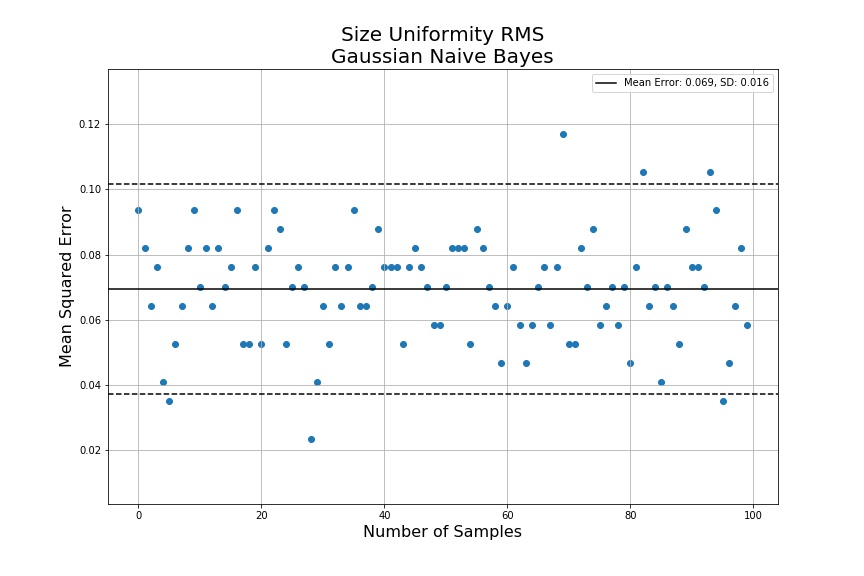 Size Uniformity RMS
Gaussian Naive Bayes
Mean Error: 0.069, SD: 0.016
Mean Squared Error
0.12
0.10
0.08
0.06
0.04
0.02
0 20 40 60 80 100
Number of Samples